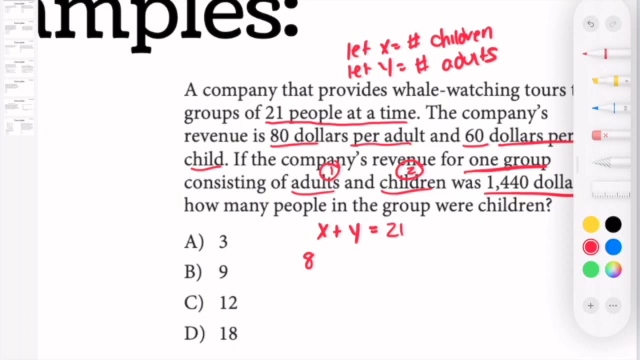 amples:
let x = # children
let y = # adults
A company that provides whale-watching tours
groups of 21 people at a time. The company's
revenue is 80 dollars per adult and 60 dollars per
child. If the company's revenue for one group
1 2
consisting of adults and children was 1,440 dolla
how many people in the group were children?
x + y = 21
A) 3
8
B) 9
C) 12
D) 18